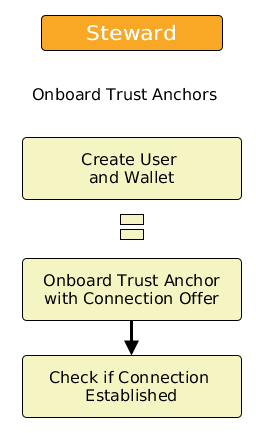 Steward
Onboard Trust Anchors
Create User
and Wallet
Onboard Trust Anchor
with Connection Offer
Check if Connection
Established